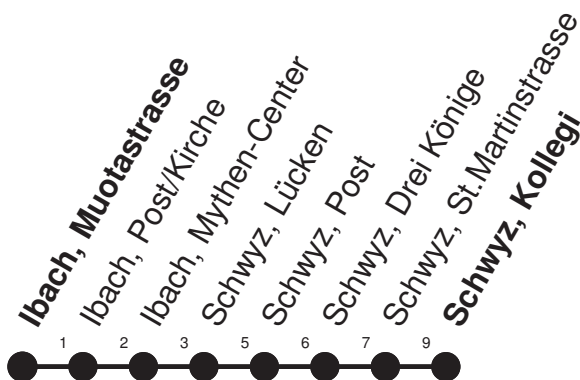 Ibach, Muotastrasse
Ibach, Post/Kirche
Ibach, Mythen-Center
Schwyz, Lücken
Schwyz, Post
Schwyz, Drei Könige
Schwyz, St.Martinstrasse
Schwyz, Kollegi
1 2 3 5 6 7 9